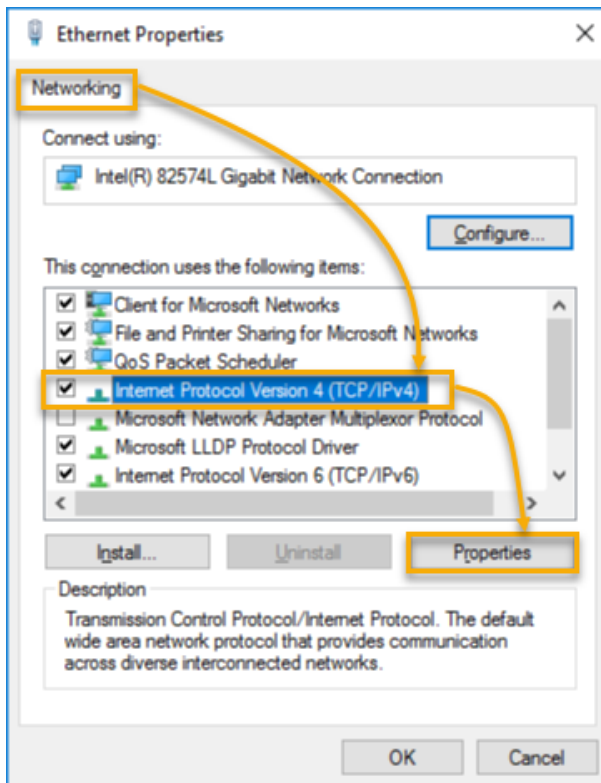 Ethernet Properties
Networking
Connect using:
Intel(R) 82574L Gigabit Network Connection
Configure...
This connection uses the following items:
Client for Microsoft Networks
File and Printer Sharing for Microsoft Networks
QoS Packet Scheduler
Internet Protocol Version 4 (TCP/IPv4)
Microsoft Network Adapter Multiplexor Protocol
Microsoft LLDP Protocol Driver
Internet Protocol Version 6 (TCP/IPv6)
Install... Uninstall Properties
Description
Transmission Control Protocol/Internet Protocol. The default
wide area network protocol that provides communication
across diverse interconnected networks.
OK Cancel